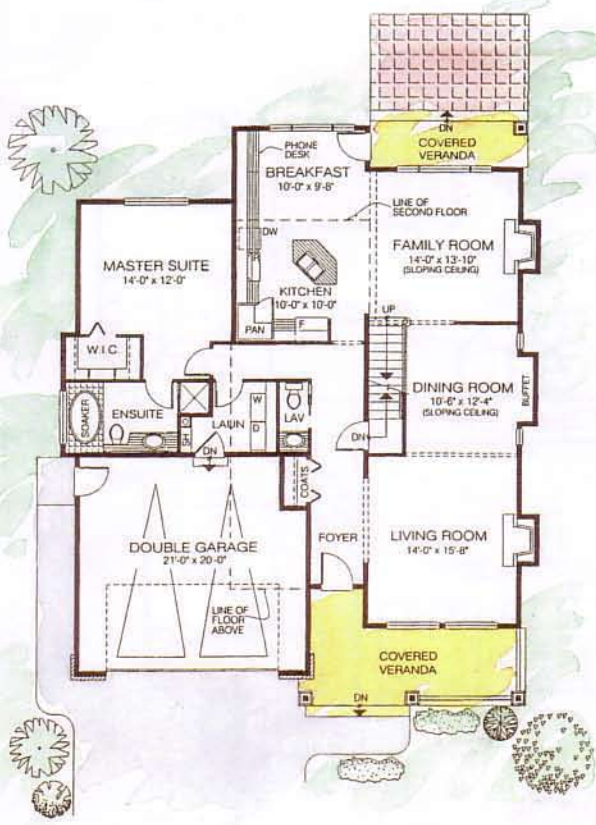 DN
COVERED
VERANDA
PHONE
DESK
BREAKFAST
10'-0" x 9'-8"
LINE OF
SECOND FLOOR
DW
FAMILY ROOM
14'-0" x 13'-10"
(SLOPING CEILING)
MASTER SUITE
14'-0" x 12'-0"
KITCHEN
10'-0" x 10'-0"
PAN
F
UP
W.I.C.
DINING ROOM
10'-6" x 12'-4"
(SLOPING CEILING)
BUFFET
SOAKER
ENSUITE
SH
LAUN
W
D
LAV
DN
DN
COATS
LIVING ROOM
14'-0" x 15'-8"
FOYER
DOUBLE GARAGE
21'-0" x 20'-0"
LINE OF
FLOOR
ABOVE
COVERED
VERANDA
DN